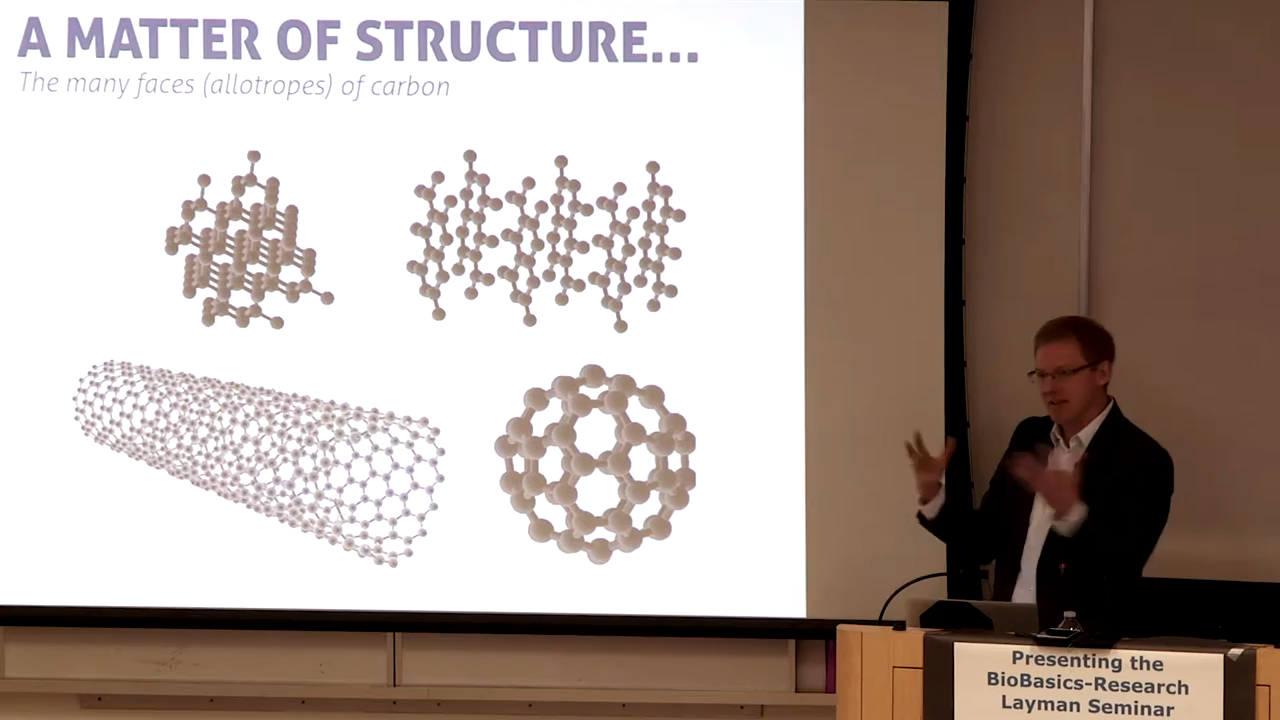 A MATTER OF STRUCTURE...
The many faces (allotropes) of carbon
Presenting the
BioBasics-Research
Layman Seminar